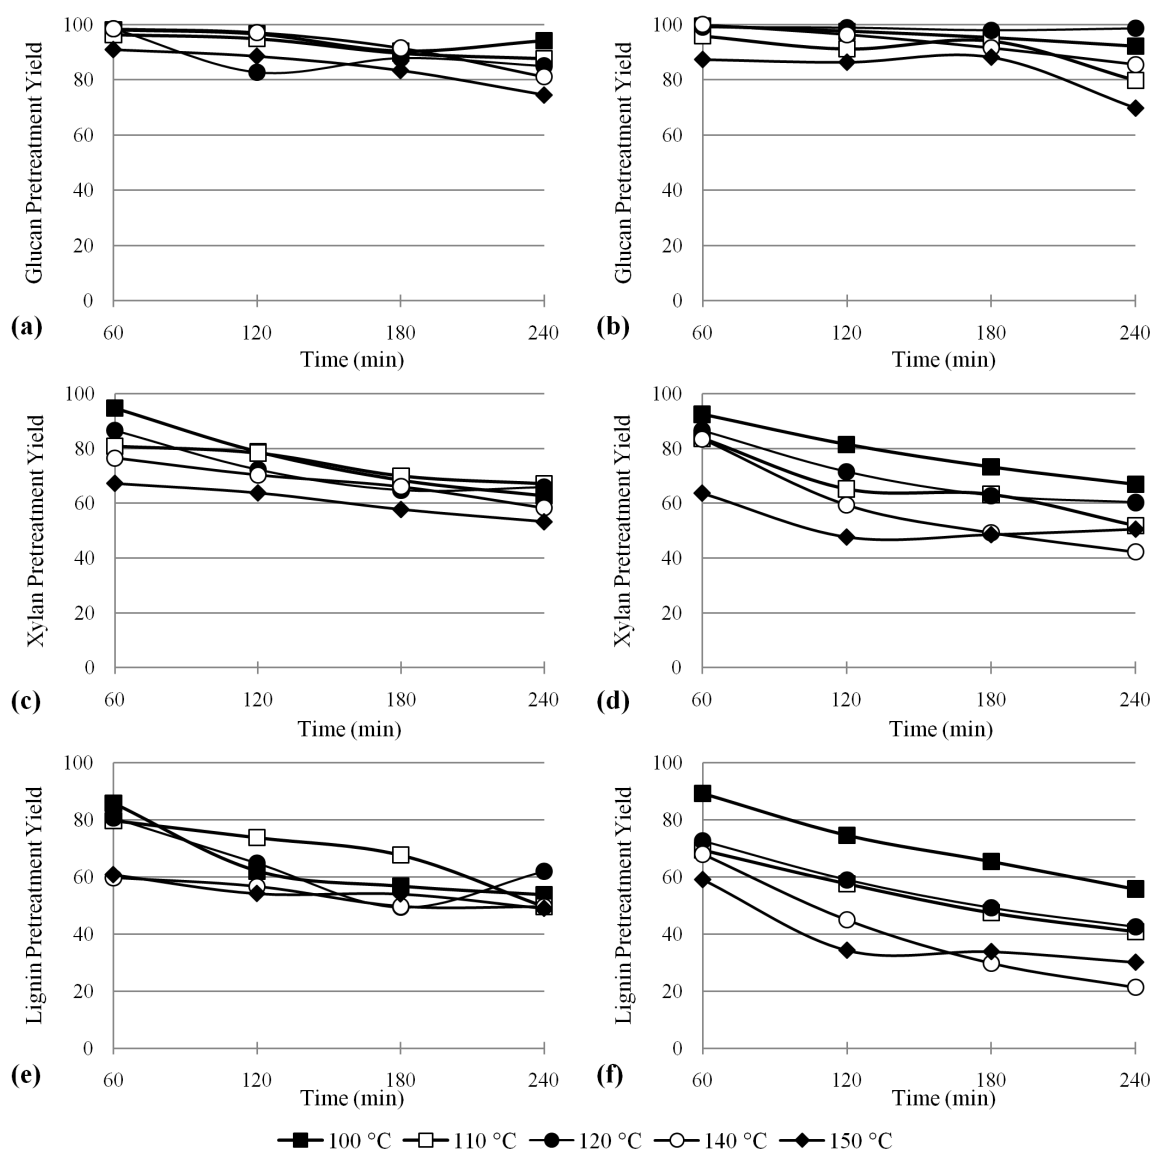 100
80
60
40
20
0
Glucan Pretreatment Yield
(a)
60 120 180 240
Time (min)
100
80
60
40
20
0
Glucan Pretreatment Yield
(b)
60 120 180 240
Time (min)
100
80
60
40
20
0
Xylan Pretreatment Yield
(c)
60 120 180 240
Time (min)
100
80
60
40
20
0
Xylan Pretreatment Yield
(d)
60 120 180 240
Time (min)
100
80
60
40
20
0
Lignin Pretreatment Yield
(e)
60 120 180 240
Time (min)
100
80
60
40
20
0
Lignin Pretreatment Yield
(f)
60 120 180 240
Time (min)
100 °C 110 °C 120 °C 140 °C 150 °C